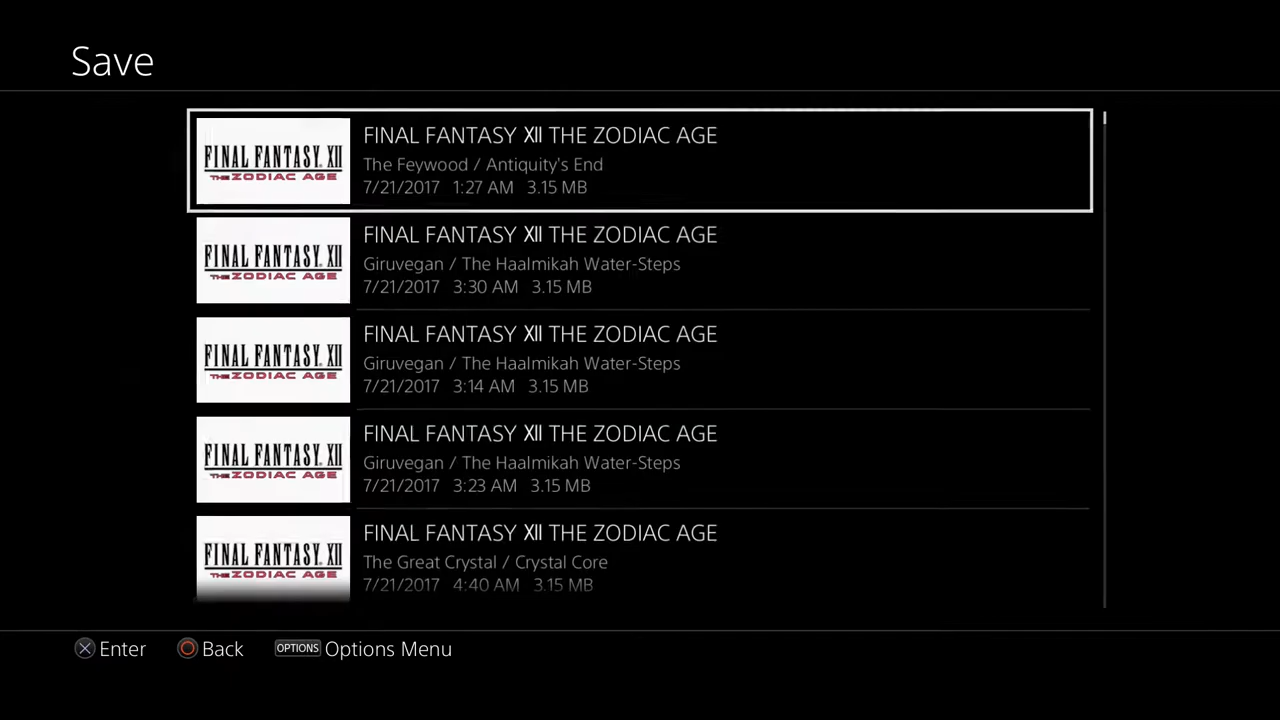 Save
FINAL FANTASY XII
THE ZODIAC AGE
FINAL FANTASY XII THE ZODIAC AGE
The Feywood / Antiquity's End
7/21/2017 1:27 AM 3.15 MB
FINAL FANTASY XII
THE ZODIAC AGE
FINAL FANTASY XII THE ZODIAC AGE
Giruvegan / The Haalmikah Water-Steps
7/21/2017 3:30 AM 3.15 MB
FINAL FANTASY XII
THE ZODIAC AGE
FINAL FANTASY XII THE ZODIAC AGE
Giruvegan / The Haalmikah Water-Steps
7/21/2017 3:14 AM 3.15 MB
FINAL FANTASY XII
THE ZODIAC AGE
FINAL FANTASY XII THE ZODIAC AGE
Giruvegan / The Haalmikah Water-Steps
7/21/2017 3:23 AM 3.15 MB
FINAL FANTASY XII
THE ZODIAC AGE
FINAL FANTASY XII THE ZODIAC AGE
The Great Crystal / Crystal Core
7/21/2017 4:40 AM 3.15 MB
Enter Back OPTIONS Options Menu